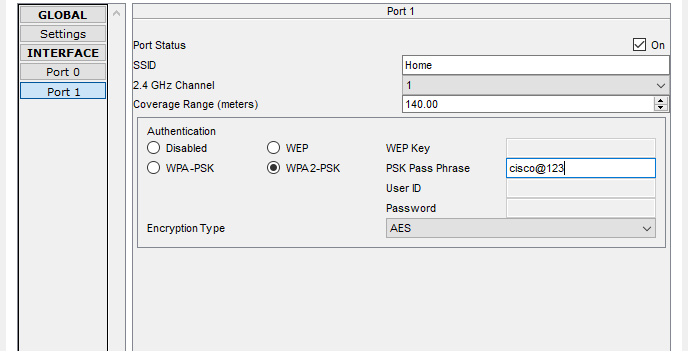 GLOBAL
Settings
INTERFACE
Port 0
Port 1
Port 1
Port Status On
SSID Home
2.4 GHz Channel 1
Coverage Range (meters) 140.00
Authentication
Disabled WEP WEP Key
WPA-PSK WPA2-PSK PSK Pass Phrase cisco@123
User ID
Password
Encryption Type AES